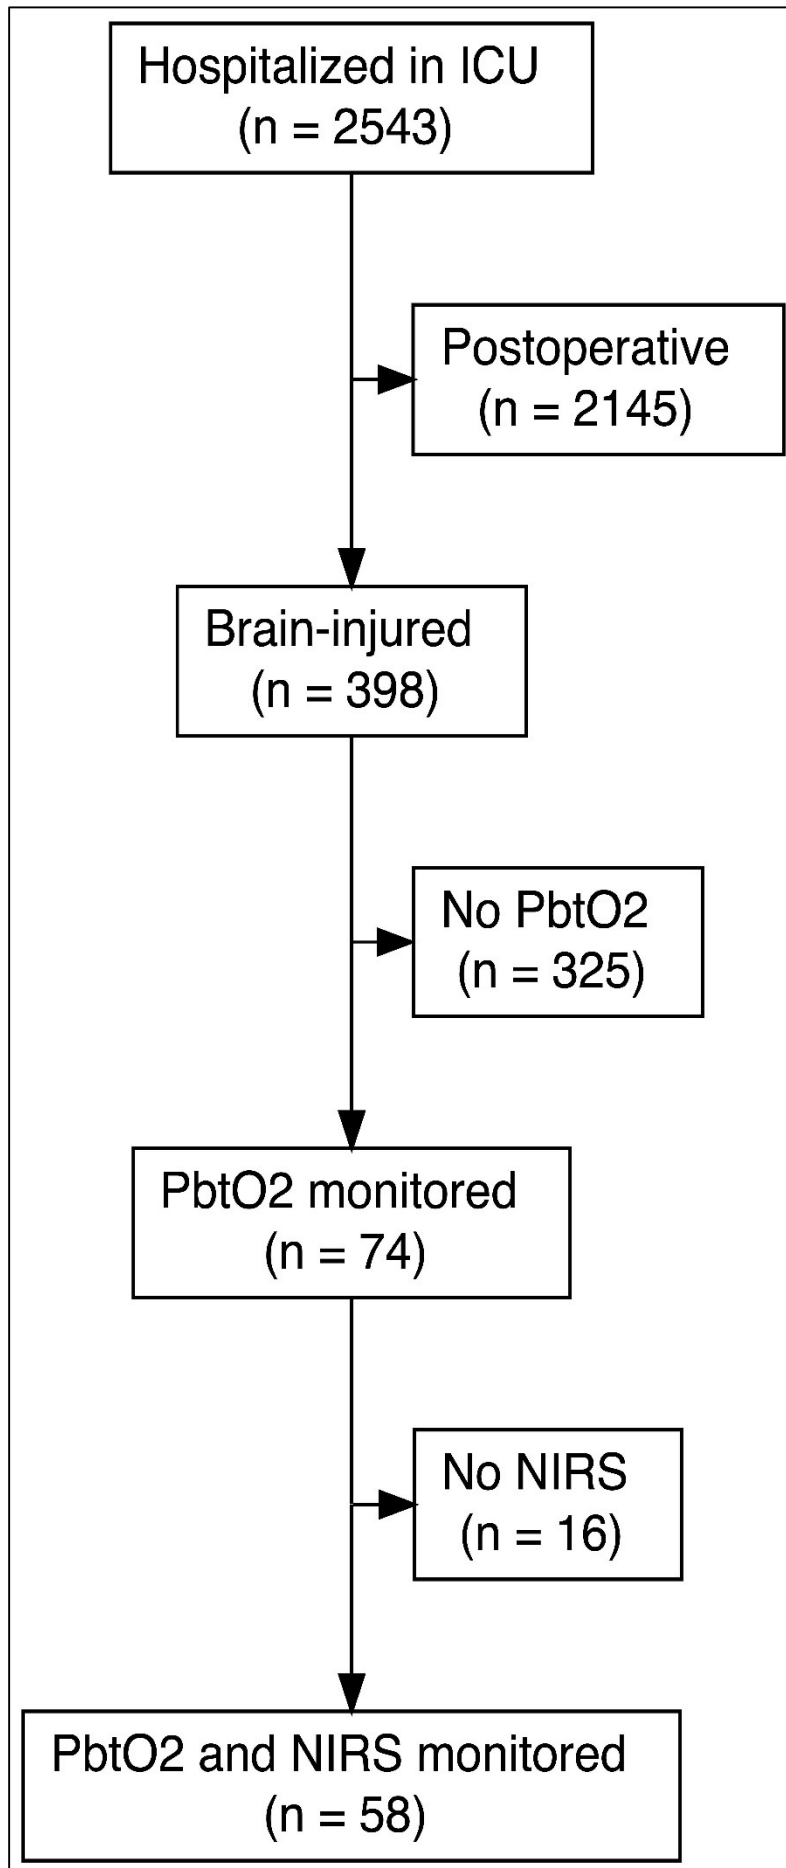 Hospitalized in ICU
(n = 2543)
Postoperative
(n = 2145)
Brain-injured
(n = 398)
No PbtO2
(n = 325)
PbtO2 monitored
(n = 74)
No NIRS
(n = 16)
PbtO2 and NIRS monitored
(n = 58)